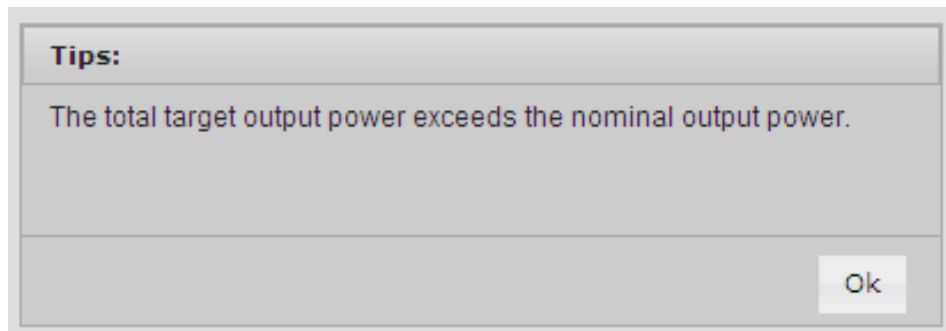 Tips:
The total target output power exceeds the nominal output power.
Ok